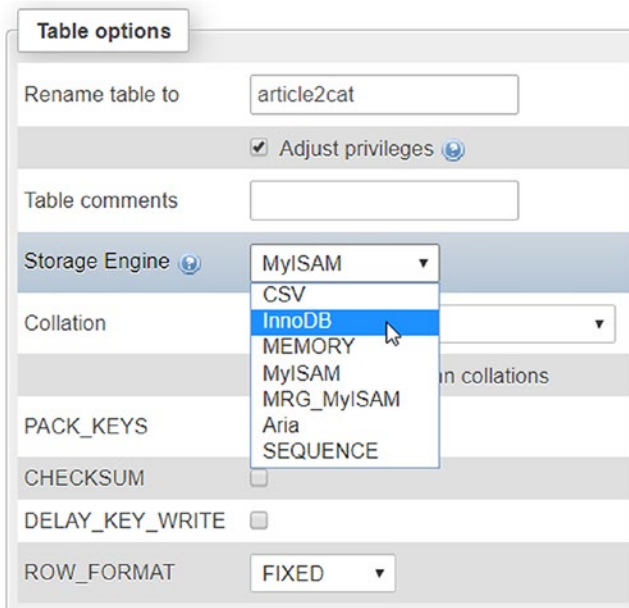 Table options
Rename table to article2cat
Adjust privileges
Table comments
Storage Engine MyISAM
CSV
Collation InnoDB
MEMORY
MyISAM n collations
MRG_MyISAM
PACK_KEYS Aria
SEQUENCE
CHECKSUM
DELAY_KEY_WRITE
ROW_FORMAT FIXED